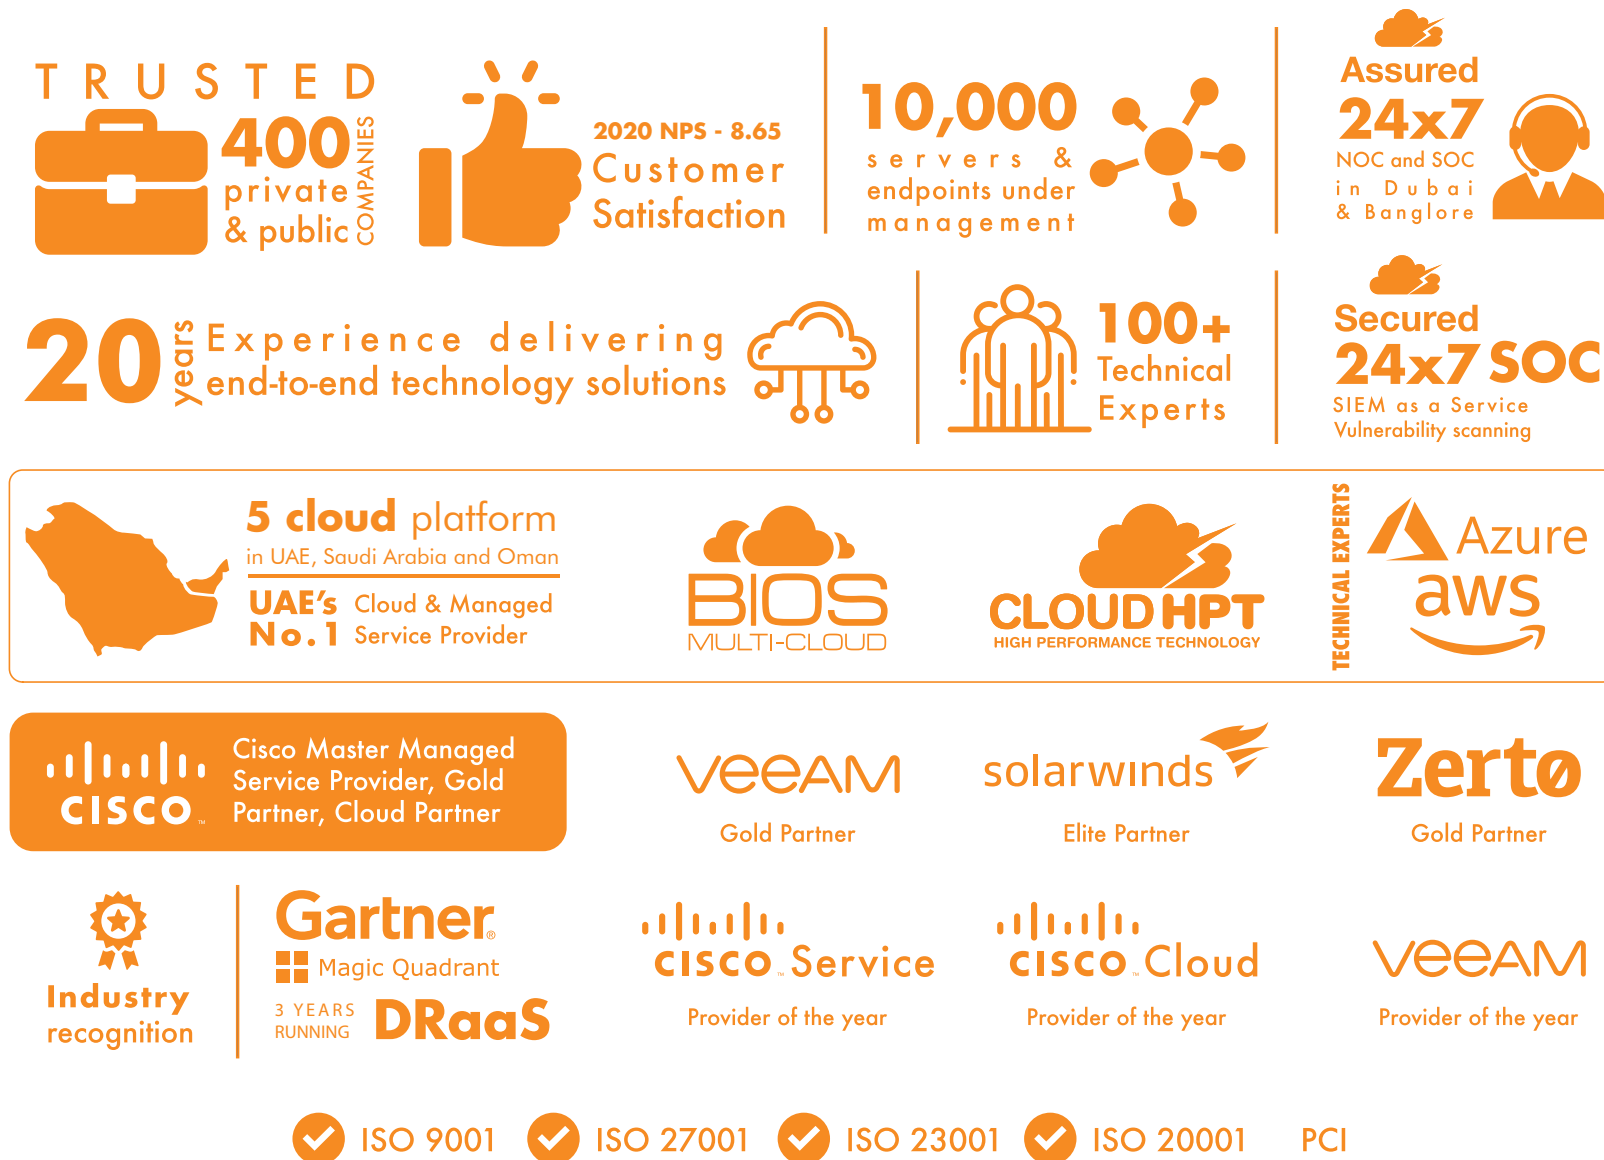 TRUSTED
400
private
& public
COMPANIES
2020 NPS - 8.65
Customer
Satisfaction
10,000
servers &
endpoints under
management
Assured
24x7
NOC and SOC
in Dubai
& Banglore
20
years
Experience delivering
end-to-end technology solutions
100+
Technical
Experts
Secured
24x7 SOC
SIEM as a Service
Vulnerability scanning
5 cloud platform
in UAE, Saudi Arabia and Oman
UAE's
No.1
Cloud & Managed
Service Provider
BIOS
MULTI-CLOUD
CLOUD HPT
HIGH PERFORMANCE TECHNOLOGY
TECHNICAL EXPERTS
Azure
aws
CISCO™
Cisco Master Managed
Service Provider, Gold
Partner, Cloud Partner
veeAM
Gold Partner
solarwinds
Elite Partner
Zertø
Gold Partner
Industry
recognition
Gartner®
Magic Quadrant
3 YEARS
RUNNING
DRaaS
CISCO™ Service
Provider of the year
CISCO™ Cloud
Provider of the year
veeAM
Provider of the year
ISO 9001
ISO 27001
ISO 23001
ISO 20001
PCI